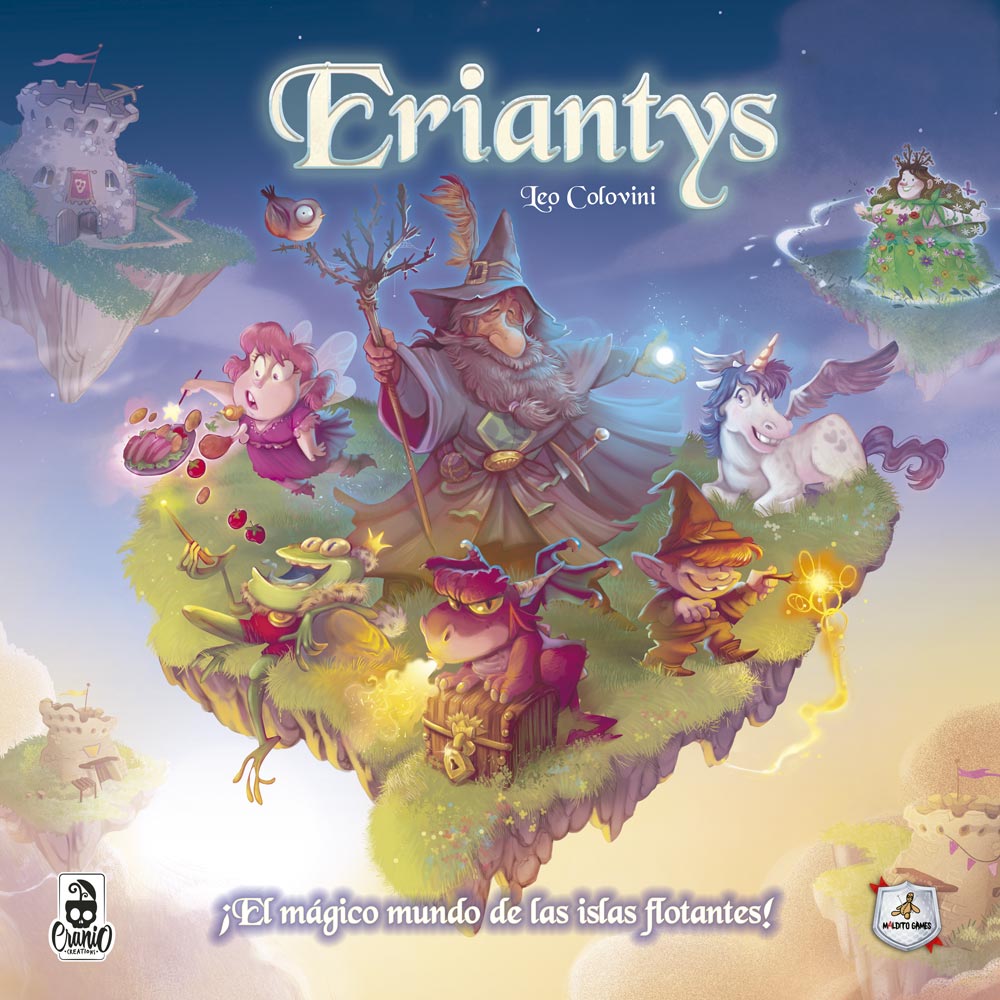 Eriantys
Leo Colovini
¡El mágico mundo de las islas flotantes!
Cranio
CREATIONS
MALDITO GAMES